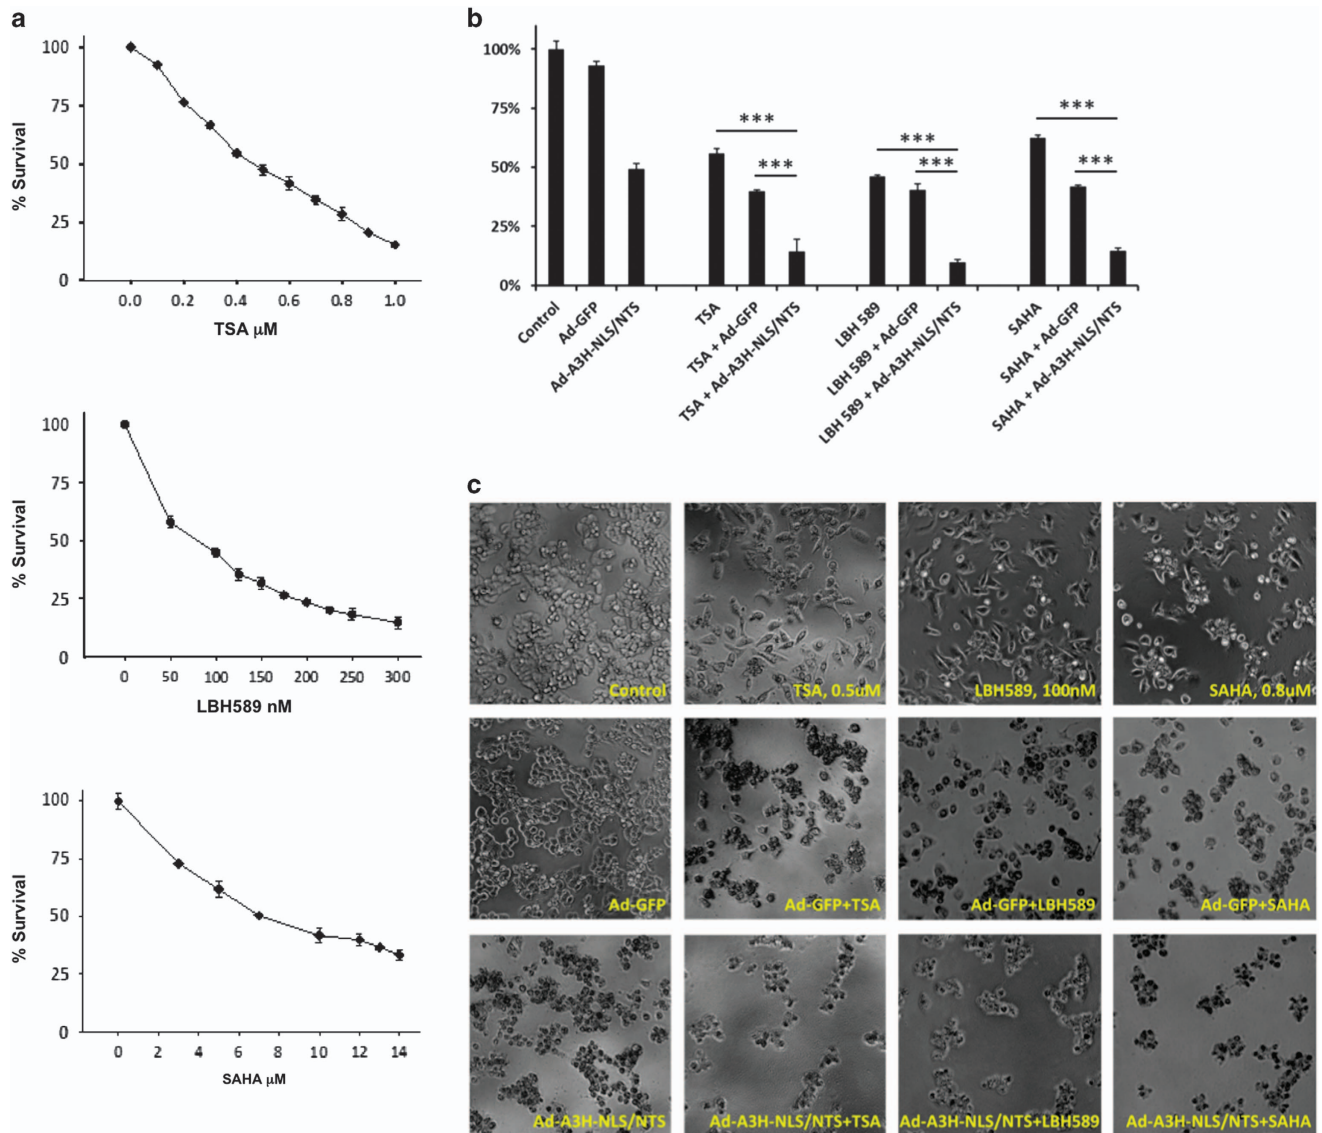 a
100
75
50
25
0
% Survival
0.0 0.2 0.4 0.6 0.8 1.0
TSA μM
100
75
50
25
0
% Survival
0 50 100 150 200 250 300
LBH589 nM
100
75
50
25
0
% Survival
0 2 4 6 8 10 12 14
SAHA μM
b
100%
75%
50%
25%
0%
***
***
***
***
***
***
Control
Ad-GFP
Ad-A3H-NLS/NTS
TSA
TSA + Ad-GFP
TSA + Ad-A3H-NLS/NTS
LBH 589
LBH 589 + Ad-GFP
LBH 589 + Ad-A3H-NLS/NTS
SAHA
SAHA + Ad-GFP
SAHA + Ad-A3H-NLS/NTS
c
Control
TSA, 0.5uM
LBH589, 100nM
SAHA, 0.8uM
Ad-GFP
Ad-GFP+TSA
Ad-GFP+LBH589
Ad-GFP+SAHA
Ad-A3H-NLS/NTS
Ad-A3H-NLS/NTS+TSA
Ad-A3H-NLS/NTS+LBH589
Ad-A3H-NLS/NTS+SAHA